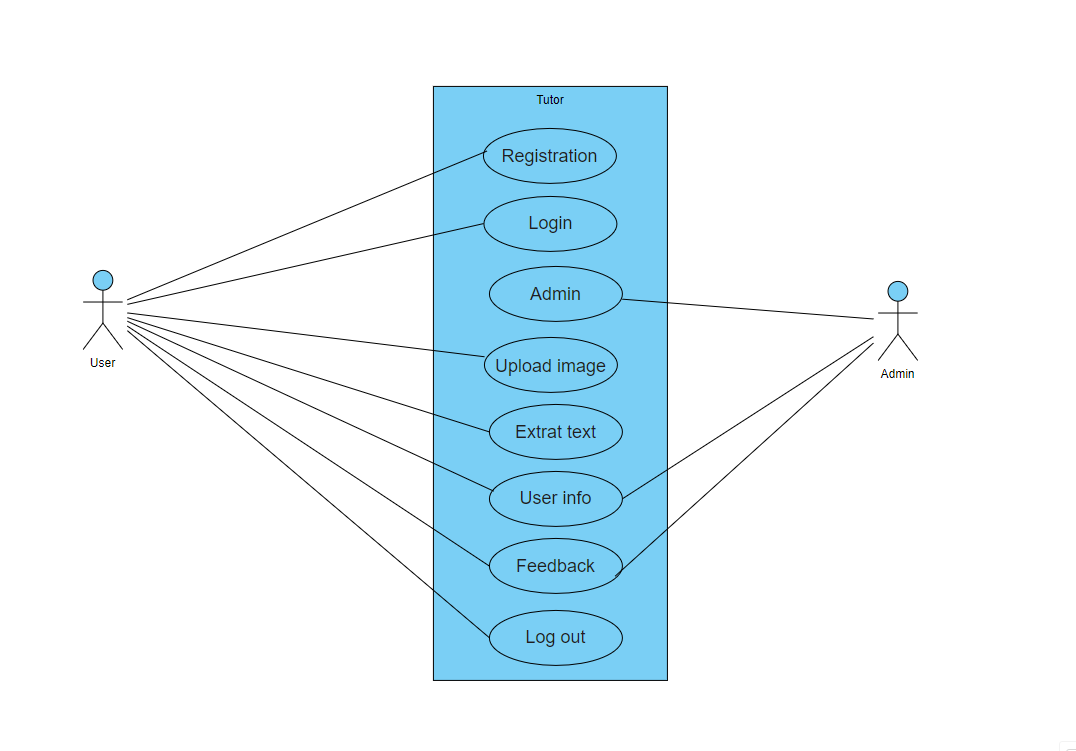 Tutor
Registration
Login
Admin
Upload image
Extrat text
User info
Feedback
Log out
User
Admin